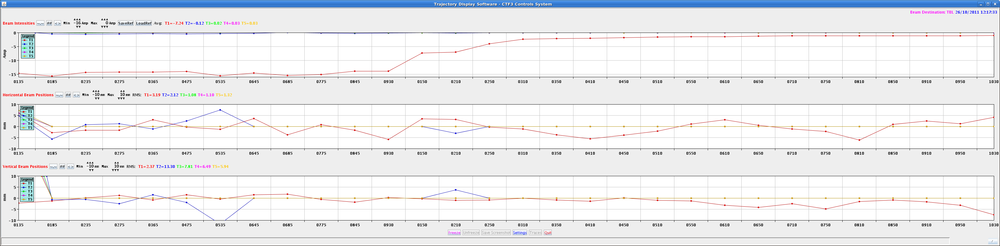 Trajectory Display Software - CTF3 Controls System
Beam Destination: TBL 26/10/2011 12:17:33
Beam Intensities ~.~ ## <> Min -16 Amp Max 0 Amp SaveRef LoadRef Avg: T1=-7.24 T2=-0.12 T3=0.02 T4=0.03 T5=0.03
Legend
T1
T2
T3
T4
T5
Amp
0
-5
-10
-15
0135 0185 0235 0275 0365 0475 0535 0645 0685 0775 0845 0930 0150 0210 0250 0310 0350 0410 0450 0510 0550 0610 0650 0710 0750 0810 0850 0910 0950 1030
Horizontal Beam Positions ~.~ ## <> Min -10 mm Max 10 mm RMS: T1=3.19 T2=2.12 T3=1.08 T4=1.10 T5=1.32
Legend
T1
T2
T3
T4
T5
mm
10
5
0
-5
-10
0135 0185 0235 0275 0365 0475 0535 0645 0685 0775 0845 0930 0150 0210 0250 0310 0350 0410 0450 0510 0550 0610 0650 0710 0750 0810 0850 0910 0950 1030
Vertical Beam Positions ~.~ ## <> Min -10 mm Max 10 mm RMS: T1=2.37 T2=13.30 T3=7.81 T4=6.49 T5=5.94
Legend
T1
T2
T3
T4
T5
mm
10
5
0
-5
-10
0135 0185 0235 0275 0365 0475 0535 0645 0685 0775 0845 0930 0150 0210 0250 0310 0350 0410 0450 0510 0550 0610 0650 0710 0750 0810 0850 0910 0950 1030
Freeze Unfreeze Save Screenshot Settings Traces Quit